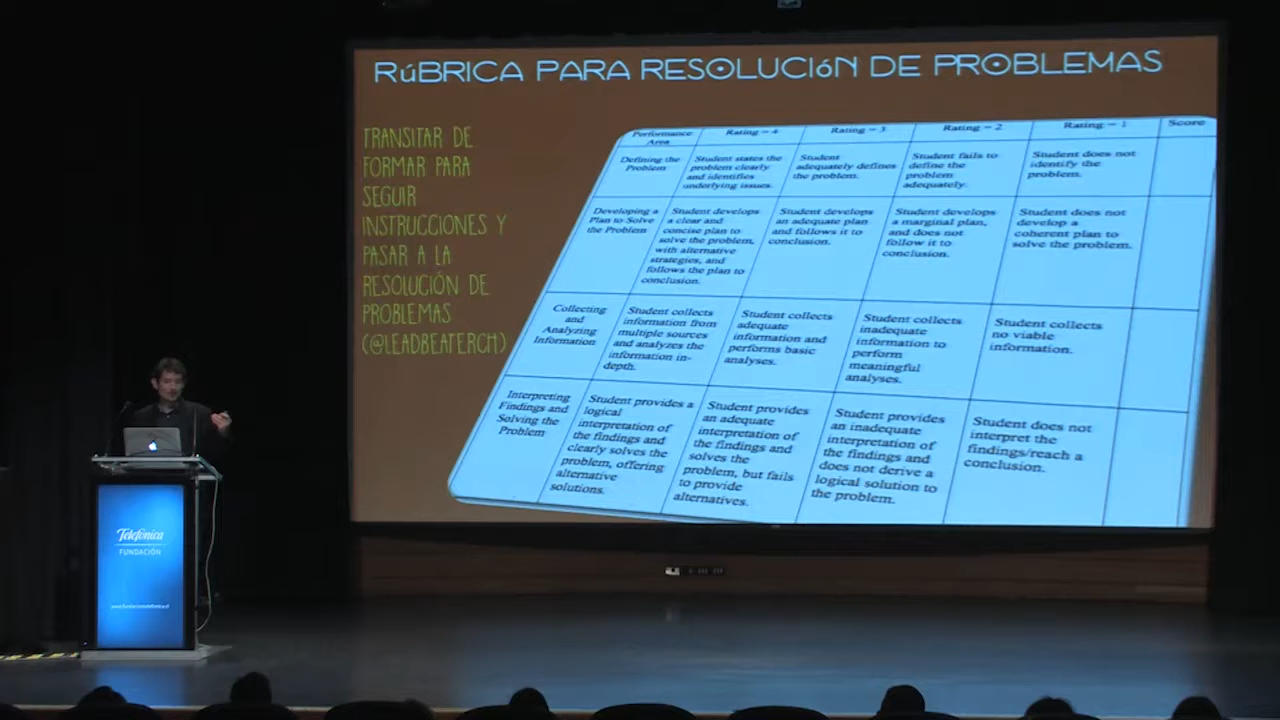 RúBRICA PARA RESOLUCIóN DE PROBLEMAS
TRANSITAR DE
FORMAR PARA
SEGUIR
INSTRUCCIONES Y
PASAR A LA
RESOLUCIÓN DE
PROBLEMAS
(@LEADBEATERCH)
Performance
Area
Rating – 4
Rating – 3
Rating – 2
Rating – 1
Score
Defining the
Problem
Student states the
problem clearly
and identifies
underlying issues.
Student
adequately defines
the problem.
Student fails to
define the
problem
adequately.
Student does not
identify the
problem.
Developing a
Plan to Solve
the Problem
Student develops
a clear and
concise plan to
solve the problem,
with alternative
strategies, and
follows the plan to
conclusion.
Student develops
an adequate plan
and follows it to
conclusion.
Student develops
a marginal plan,
and does not
follow it to
conclusion.
Student does not
develop a
coherent plan to
solve the problem.
Collecting
and
Analyzing
Information
Student collects
information from
multiple sources
and analyzes the
information in-
depth.
Student collects
adequate
information and
performs basic
analyses.
Student collects
inadequate
information to
perform
meaningful
analyses.
Student collects
no viable
information.
Interpreting
Findings and
Solving the
Problem
Student provides a
logical
interpretation of
the findings and
clearly solves the
problem, offering
alternative
solutions.
Student provides
an adequate
interpretation of
the findings and
solves the
problem, but fails
to provide
alternatives.
Student provides
an inadequate
interpretation of
the findings and
does not derive a
logical solution to
the problem.
Student does not
interpret the
findings/reach a
conclusion.
Telefónica
FUNDACIÓN
www.fundaciontelefonica.cl